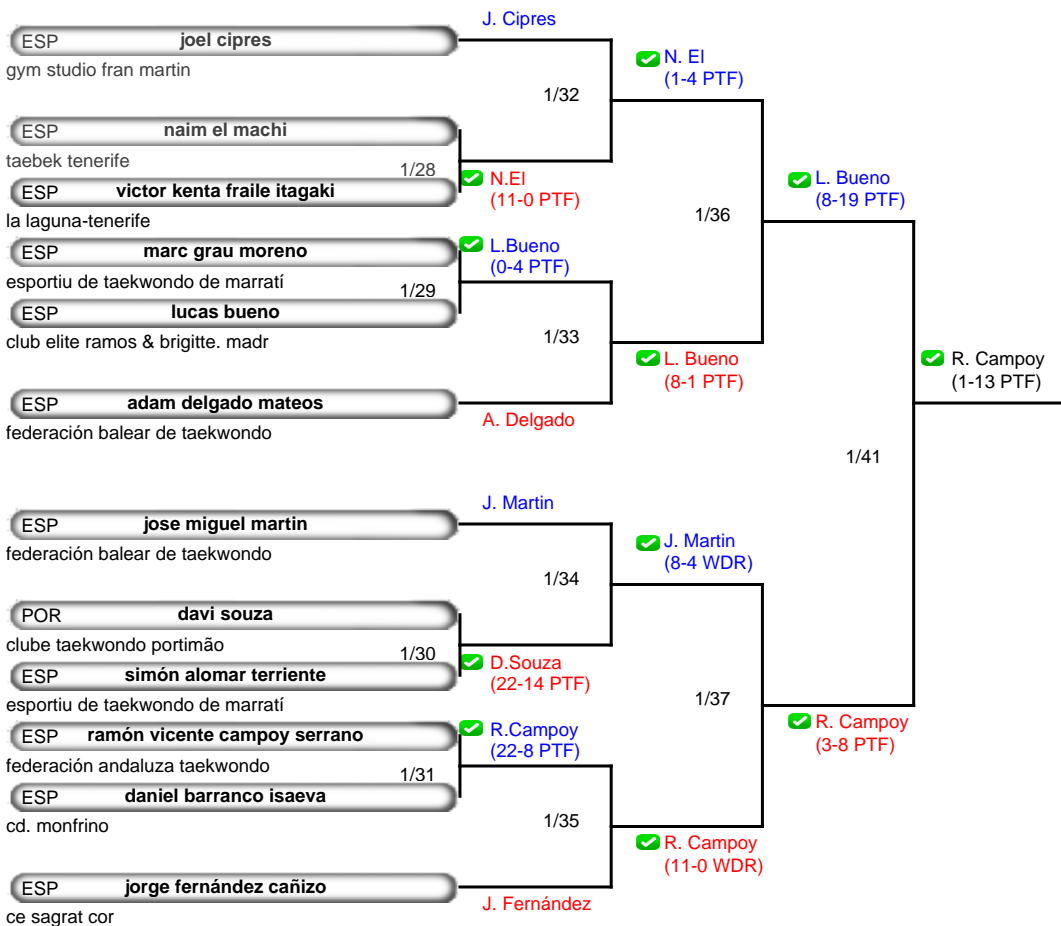 J. Cipres
ESP joel cipres
gym studio fran martin
N. El
(1-4 PTF)
1/32
ESP naim el machi
taebek tenerife
1/28
N.El
(11-0 PTF)
ESP victor kenta fraile itagaki
la laguna-tenerife
L. Bueno
(8-19 PTF)
1/36
ESP marc grau moreno
esportiu de taekwondo de marratí
L.Bueno
(0-4 PTF)
1/29
ESP lucas bueno
club elite ramos & brigitte. madr
1/33
L. Bueno
(8-1 PTF)
R. Campoy
(1-13 PTF)
ESP adam delgado mateos
federación balear de taekwondo
A. Delgado
1/41
J. Martin
ESP jose miguel martin
federación balear de taekwondo
J. Martin
(8-4 WDR)
1/34
POR davi souza
clube taekwondo portimão
1/30
D.Souza
(22-14 PTF)
ESP simón alomar terriente
esportiu de taekwondo de marratí
1/37
R. Campoy
(3-8 PTF)
ESP ramón vicente campoy serrano
federación andaluza taekwondo
R.Campoy
(22-8 PTF)
1/31
ESP daniel barranco isaeva
cd. monfrino
1/35
R. Campoy
(11-0 WDR)
ESP jorge fernández cañizo
ce sagrat cor
J. Fernández